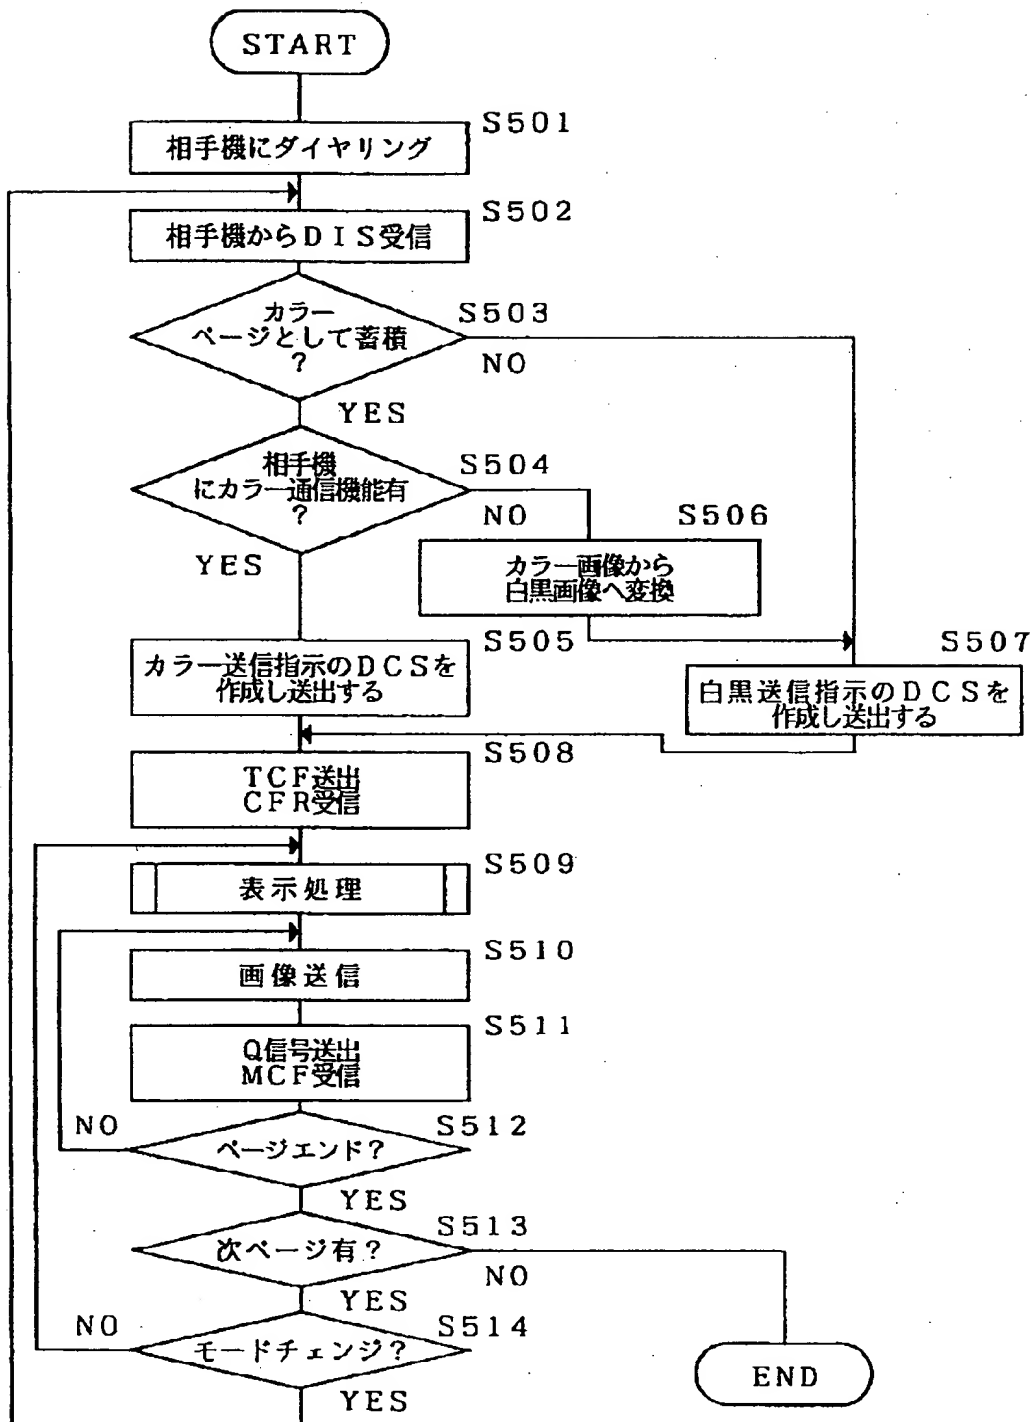 START
S501
相手機にダイヤリング
S502
相手機からDIS受信
S503
カラー
ページとして蓄積
?
NO
YES
S504
相手機
にカラー通信機能有
?
NO
YES
S506
カラー画像から
白黒画像へ変換
S505
カラー送信指示のDCSを
作成し送出する
S507
白黒送信指示のDCSを
作成し送出する
S508
TCF送出
CFR受信
S509
表示処理
S510
画像送信
S511
Q信号送出
MCF受信
S512
NO
ページエンド?
YES
S513
次ページ有?
NO
YES
S514
NO
モードチェンジ?
YES
END